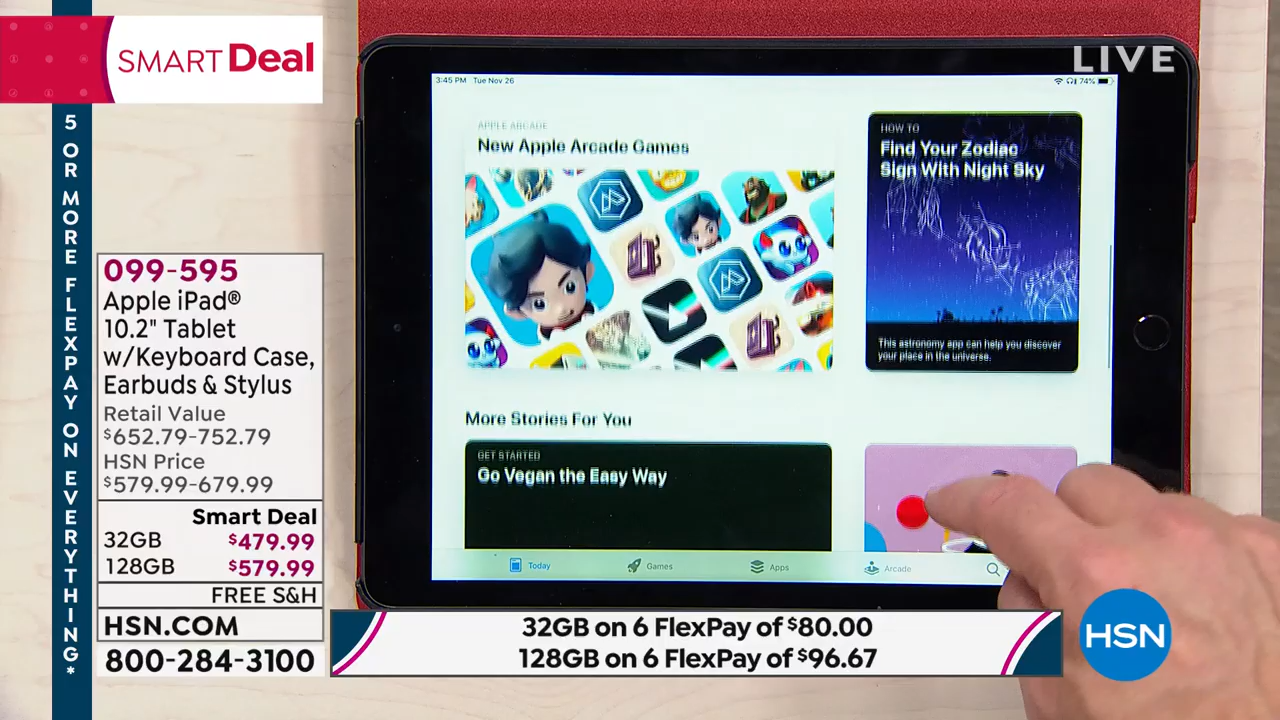 SMART Deal
5 OR MORE FLEXPAY ON EVERYTHING*
099-595
Apple iPad®
10.2" Tablet
w/Keyboard Case,
Earbuds & Stylus
Retail Value
$652.79-752.79
HSN Price
$579.99-679.99
Smart Deal
32GB $479.99
128GB $579.99
FREE S&H
HSN.COM
800-284-3100
LIVE
3:45 PM Tue Nov 26
74%
APPLE ARCADE
New Apple Arcade Games
HOW TO
Find Your Zodiac
Sign With Night Sky
This astronomy app can help you discover
your place in the universe.
More Stories For You
GET STARTED
Go Vegan the Easy Way
Today Games Apps Arcade
32GB on 6 FlexPay of $80.00
128GB on 6 FlexPay of $96.67
HSN